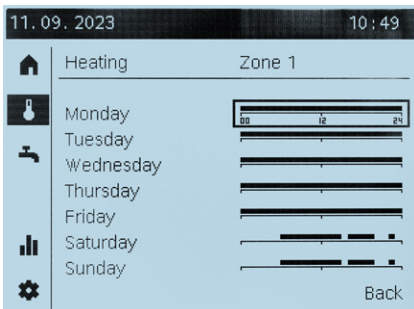 11.09.2023 10:49
Heating Zone 1
Monday
00 12 24
Tuesday
Wednesday
Thursday
Friday
Saturday
Sunday
Back